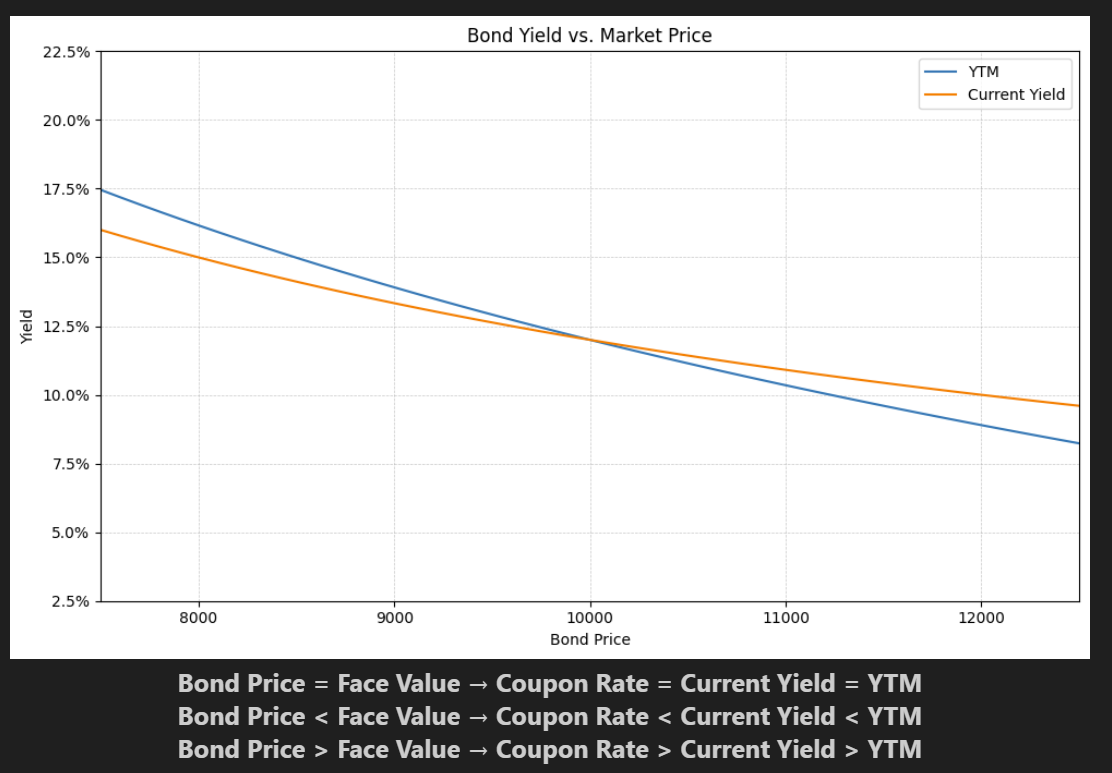 Bond Yield vs. Market Price
22.5%
20.0%
17.5%
15.0%
12.5%
10.0%
7.5%
5.0%
2.5%
Yield
YTM
Current Yield
8000
9000
10000
11000
12000
Bond Price
Bond Price = Face Value → Coupon Rate = Current Yield = YTM
Bond Price < Face Value → Coupon Rate < Current Yield < YTM
Bond Price > Face Value → Coupon Rate > Current Yield > YTM